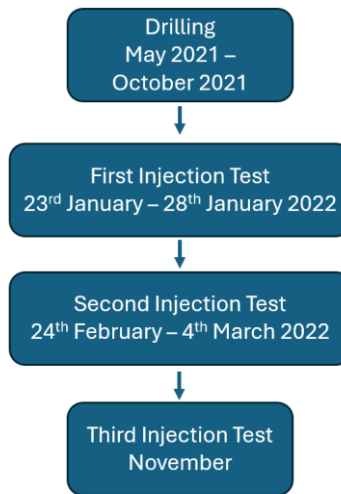 Drilling
May 2021 –
October 2021
First Injection Test
23rd January – 28th January 2022
Second Injection Test
24th February – 4th March 2022
Third Injection Test
November